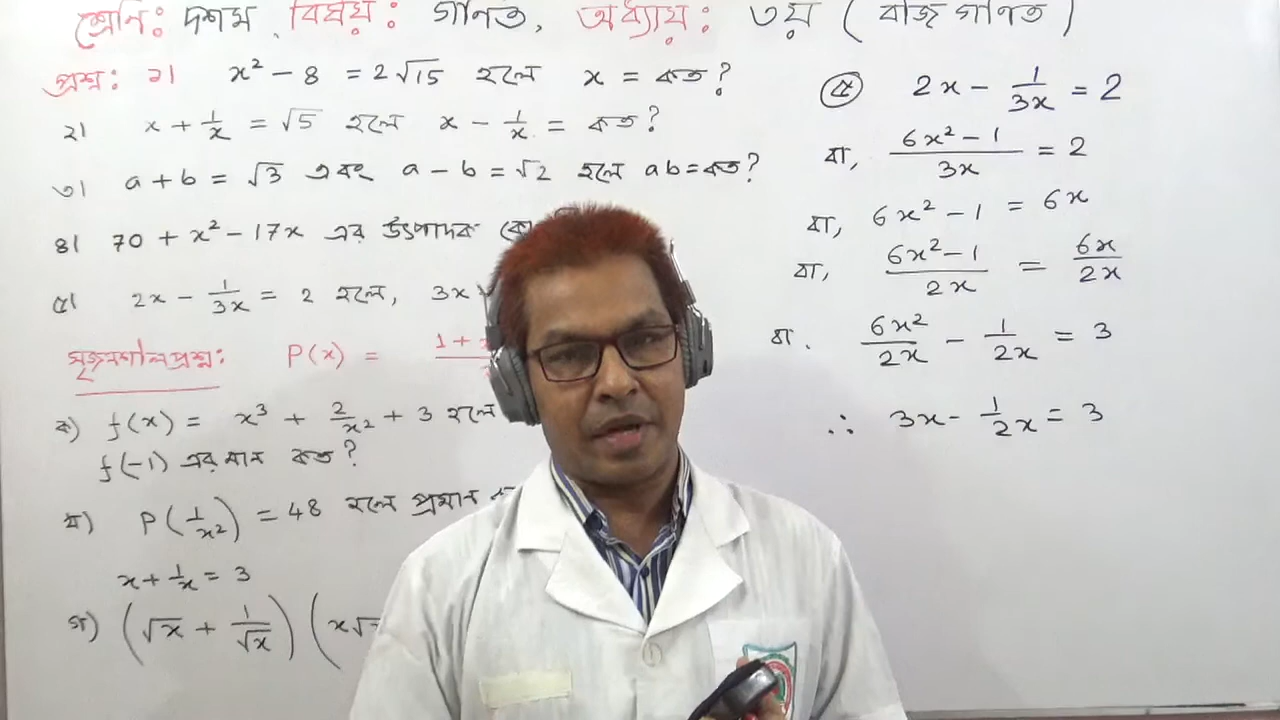 শ্রেনি: দশম, বিষয়: গনিত, অধ্যায়: ৩য় ( বীজ গনিত )
প্রশ্ন: ১। x² - 8 = 2√15 হলে x = কত?
২। x + 1/x = √5 হলে x - 1/x = কত?
৩। a + b = √3 এবং a - b = √2 হলে ab = কত?
৪। 70 + x² - 17x এর উৎপাদক
৫। 2x - 1/3x = 2 হলে, 3x
সৃজনশীল প্রশ্ন: P(x) = 1 +
ক) f(x) = x³ + 2/x² + 3 হলে
f(-1) এর মান কত?
খ) P(1/x²) = 48 হলে প্রমান
x + 1/x = 3
গ) (√x + 1/√x) (x√
৫ 2x - 1/3x = 2
বা, 6x² - 1/3x = 2
বা, 6x² - 1 = 6x
বা, 6x² - 1/2x = 6x/2x
বা. 6x²/2x - 1/2x = 3
∴ 3x - 1/2x = 3